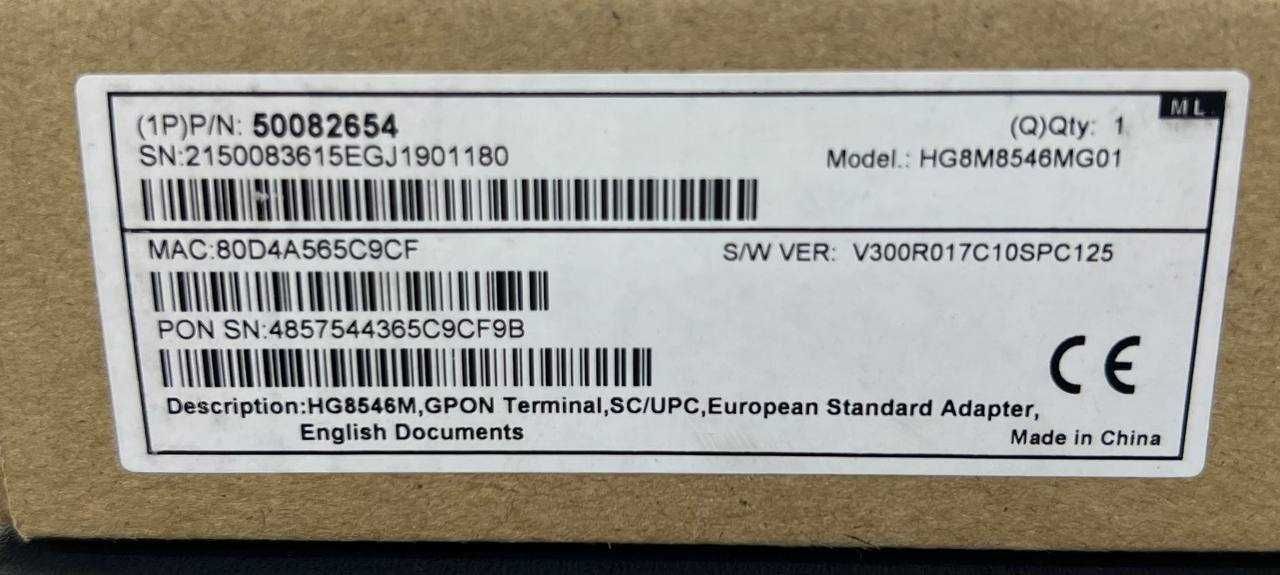 ML
(1P)P/N: 50082654 (Q)Qty: 1
SN:2150083615EGJ1901180 Model.: HG8M8546MG01
MAC:80D4A565C9CF S/W VER: V300R017C10SPC125
PON SN:4857544365C9CF9B
CE
Description:HG8546M,GPON Terminal,SC/UPC,European Standard Adapter,
English Documents
Made in China